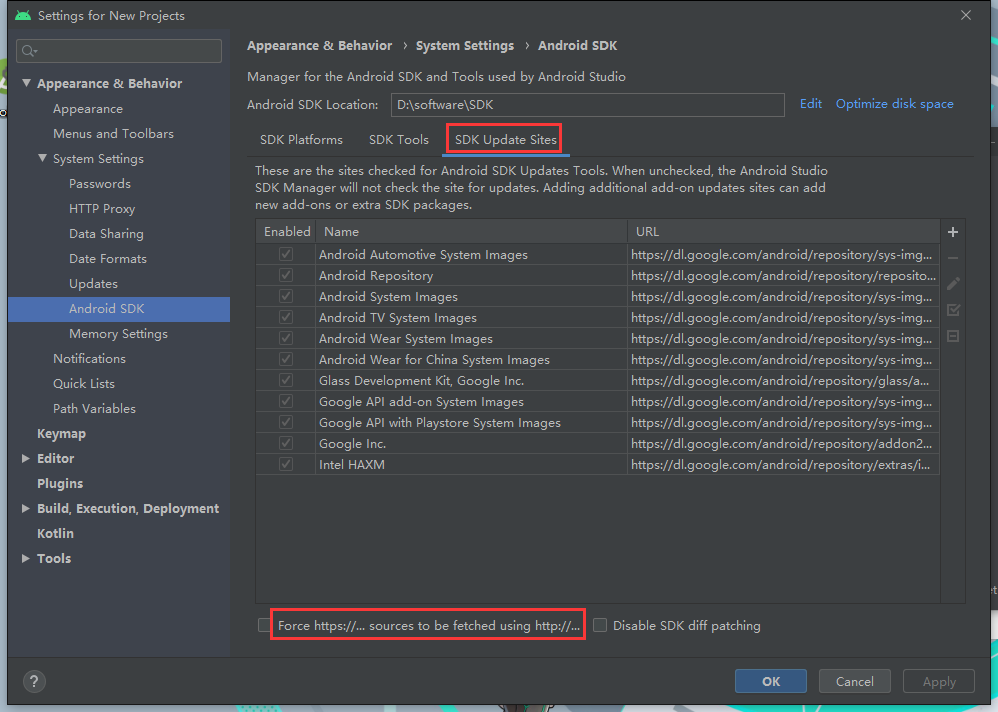 Settings for New Projects
Appearance & Behavior
Appearance
Menus and Toolbars
System Settings
Passwords
HTTP Proxy
Data Sharing
Date Formats
Updates
Android SDK
Memory Settings
Notifications
Quick Lists
Path Variables
Keymap
Editor
Plugins
Build, Execution, Deployment
Kotlin
Tools
Appearance & Behavior › System Settings › Android SDK
Manager for the Android SDK and Tools used by Android Studio
Android SDK Location: D:\software\SDK Edit Optimize disk space
SDK Platforms SDK Tools SDK Update Sites
These are the sites checked for Android SDK Updates Tools. When unchecked, the Android Studio
SDK Manager will not check the site for updates. Adding additional add-on updates sites can add
new add-ons or extra SDK packages.
Enabled Name URL
Android Automotive System Images https://dl.google.com/android/repository/sys-img...
Android Repository https://dl.google.com/android/repository/reposito...
Android System Images https://dl.google.com/android/repository/sys-img...
Android TV System Images https://dl.google.com/android/repository/sys-img...
Android Wear System Images https://dl.google.com/android/repository/sys-img...
Android Wear for China System Images https://dl.google.com/android/repository/sys-img...
Glass Development Kit, Google Inc. https://dl.google.com/android/repository/glass/a...
Google API add-on System Images https://dl.google.com/android/repository/sys-img...
Google API with Playstore System Images https://dl.google.com/android/repository/sys-img...
Google Inc. https://dl.google.com/android/repository/addon2...
Intel HAXM https://dl.google.com/android/repository/extras/i...
Force https://... sources to be fetched using http://... Disable SDK diff patching
? OK Cancel Apply